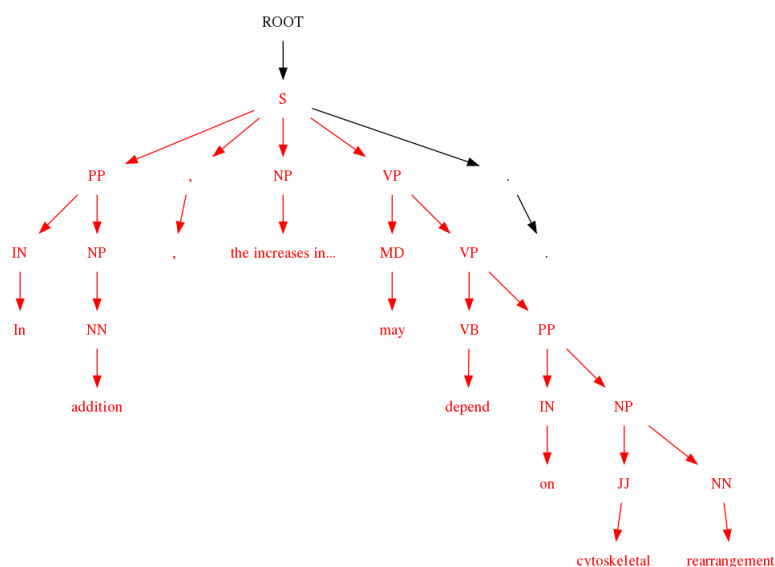 ROOT
S
PP , NP VP .
IN NP , the increases in... MD VP .
In NN may VB PP
addition depend IN NP
on JJ NN
cytoskeletal rearrangement